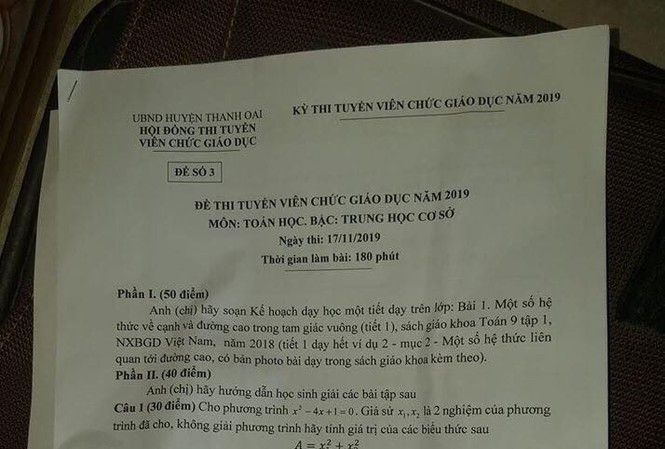 UBND HUYỆN THANH OAI
HỘI ĐỒNG THI TUYỂN
VIÊN CHỨC GIÁO DỤC
KỲ THI TUYỂN VIÊN CHỨC GIÁO DỤC NĂM 2019
ĐỀ SỐ 3
ĐỀ THI TUYỂN VIÊN CHỨC GIÁO DỤC NĂM 2019
MÔN: TOÁN HỌC. BẬC: TRUNG HỌC CƠ SỞ
Ngày thi: 17/11/2019
Thời gian làm bài: 180 phút
Phần I. (50 điểm)
Anh (chị) hãy soạn Kế hoạch dạy học một tiết dạy trên lớp: Bài 1. Một số hệ
thức về cạnh và đường cao trong tam giác vuông (tiết 1), sách giáo khoa Toán 9 tập 1,
NXBGD Việt Nam, năm 2018 (tiết 1 dạy hết ví dụ 2 - mục 2 - Một số hệ thức liên
quan tới đường cao, có bản photo bài dạy trong sách giáo khoa kèm theo).
Phần II. (40 điểm)
Anh (chị) hãy hướng dẫn học sinh giải các bài tập sau
Câu 1 (30 điểm) Cho phương trình x² - 4x + 1 = 0. Giả sử x₁, x₂ là 2 nghiệm của phương
trình đã cho, không giải phương trình hãy tính giá trị của các biểu thức sau
A = x₁² + x₂²